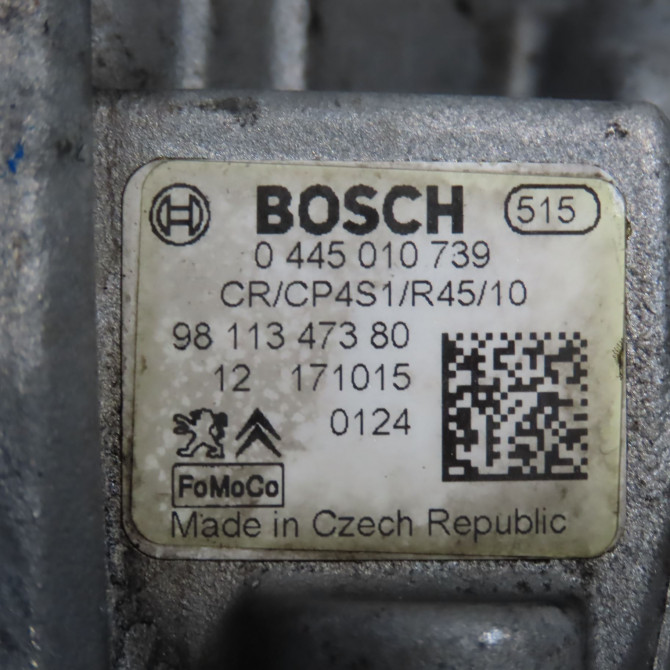 BOSCH 515
0 445 010 739
CR/CP4S1/R45/10
98 113 473 80
12 171015
0124
FoMoCo
Made in Czech Republic